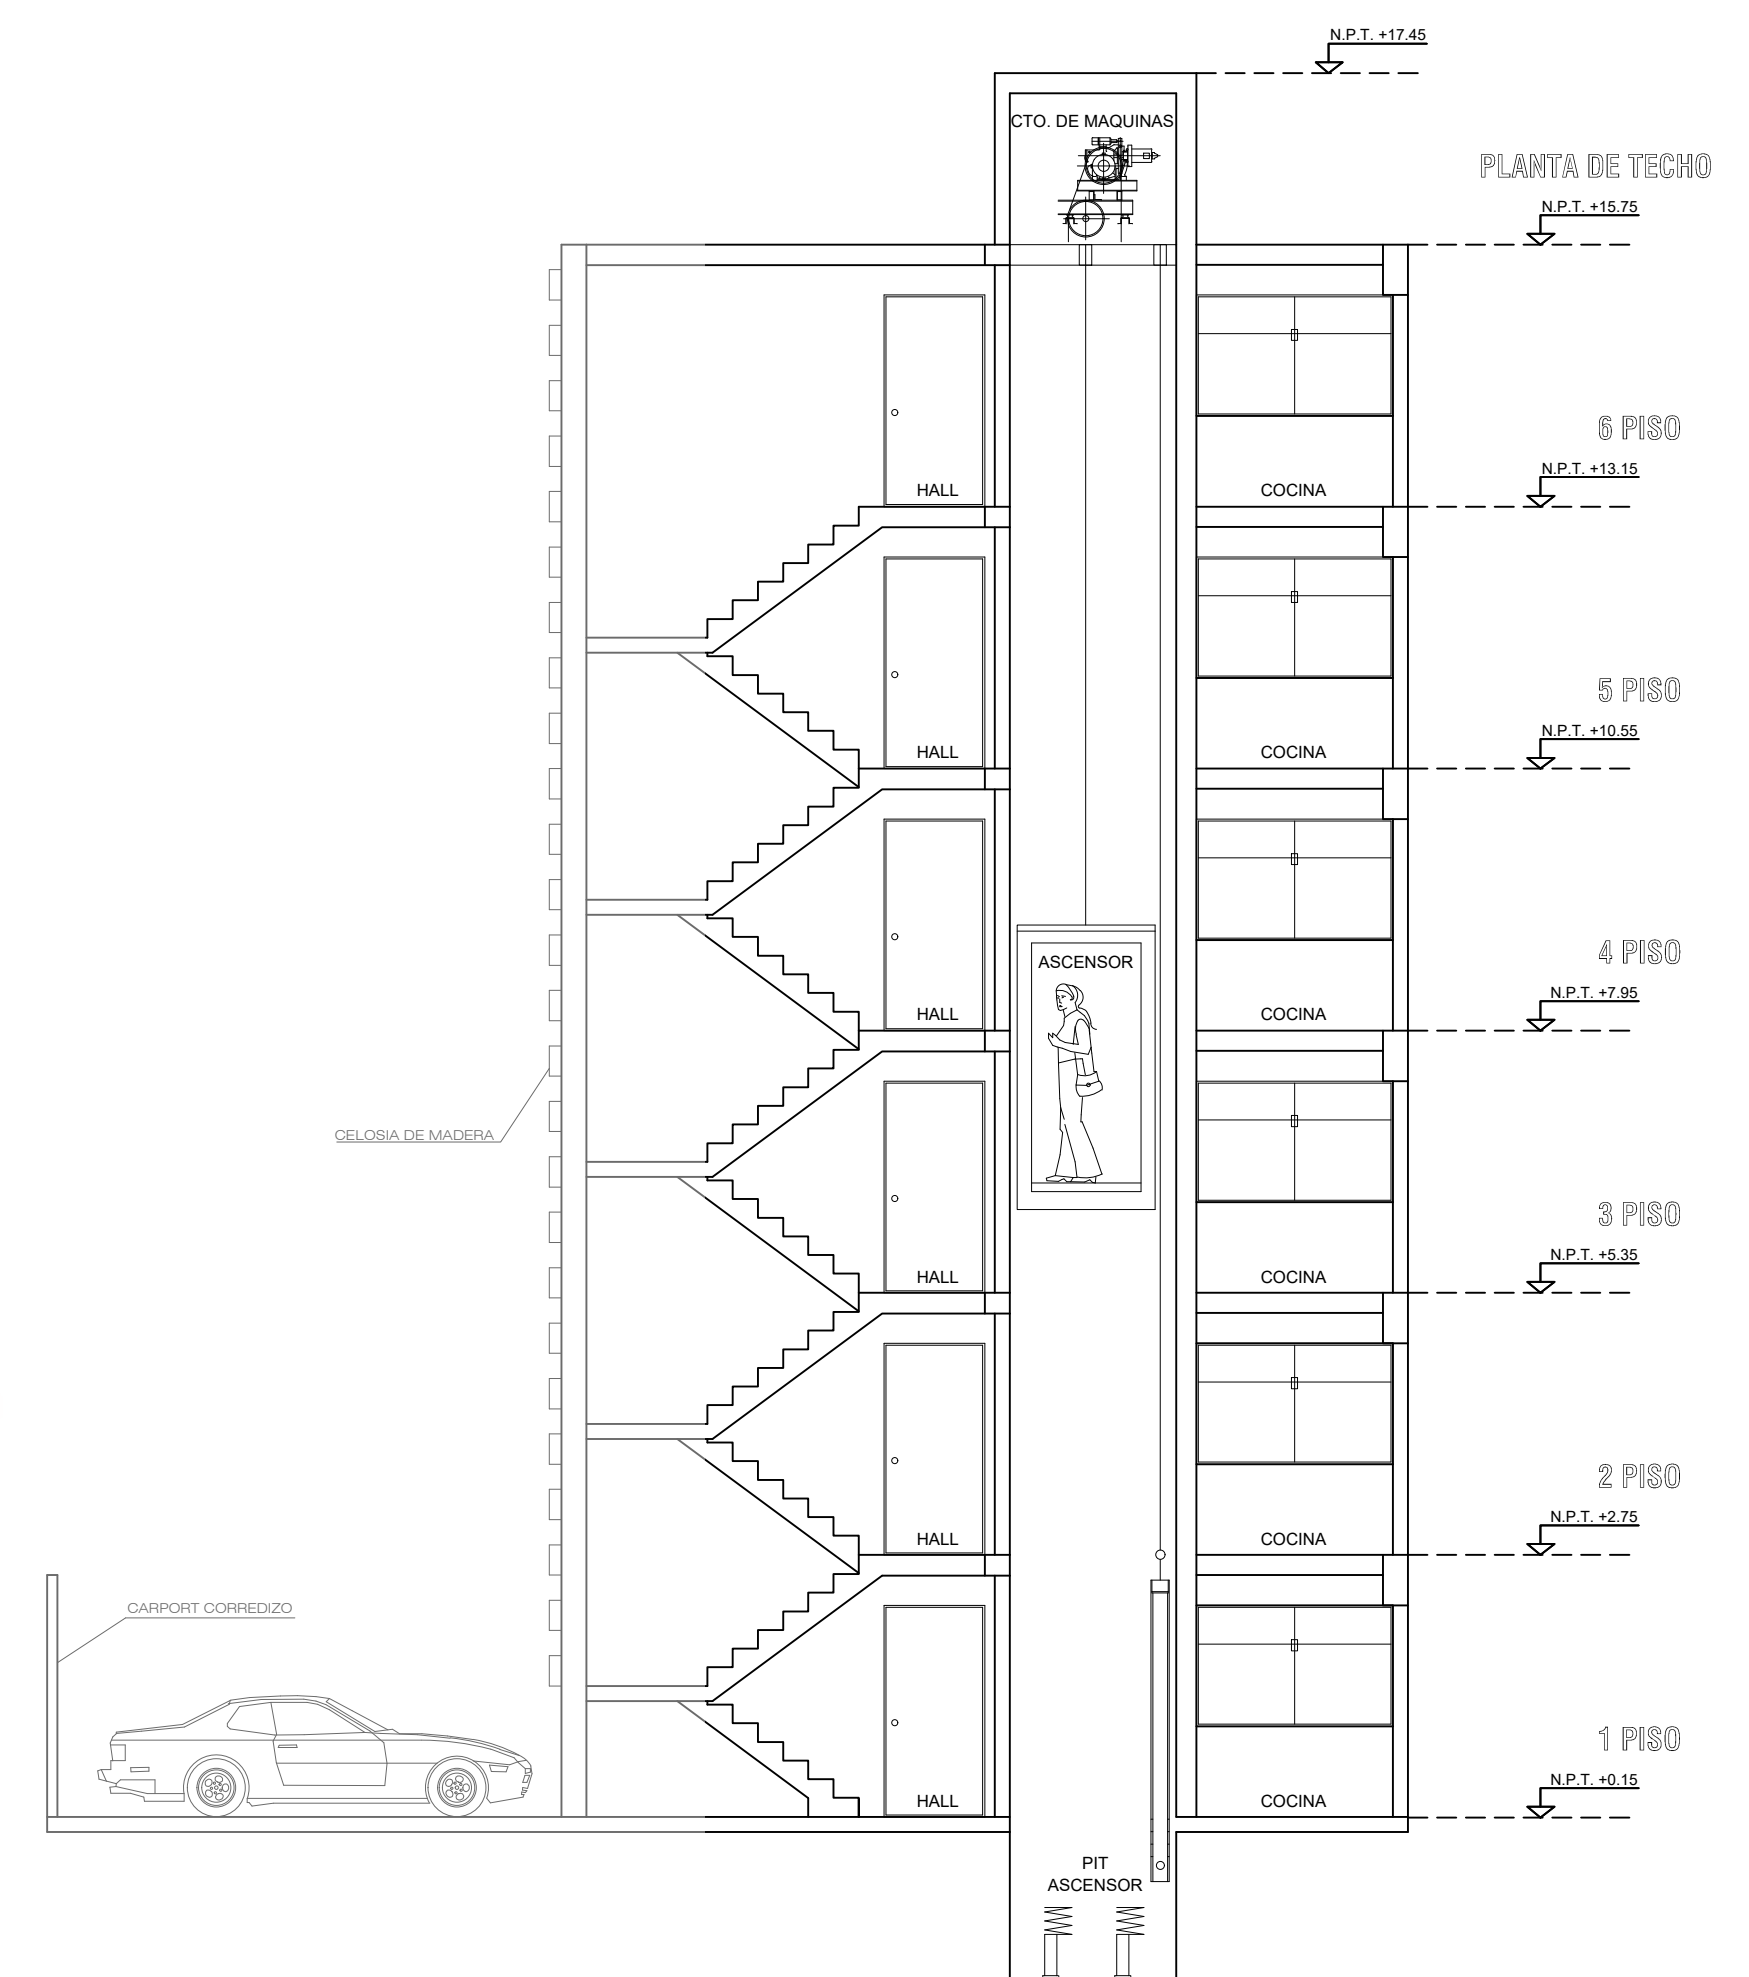 N.P.T. +17.45
CTO. DE MAQUINAS
PLANTA DE TECHO
N.P.T. +15.75
6 PISO
N.P.T. +13.15
HALL
COCINA
5 PISO
N.P.T. +10.55
HALL
COCINA
4 PISO
ASCENSOR
N.P.T. +7.95
HALL
COCINA
CELOSIA DE MADERA
3 PISO
N.P.T. +5.35
HALL
COCINA
2 PISO
N.P.T. +2.75
HALL
COCINA
CARPORT CORREDIZO
1 PISO
N.P.T. +0.15
HALL
COCINA
PIT
ASCENSOR